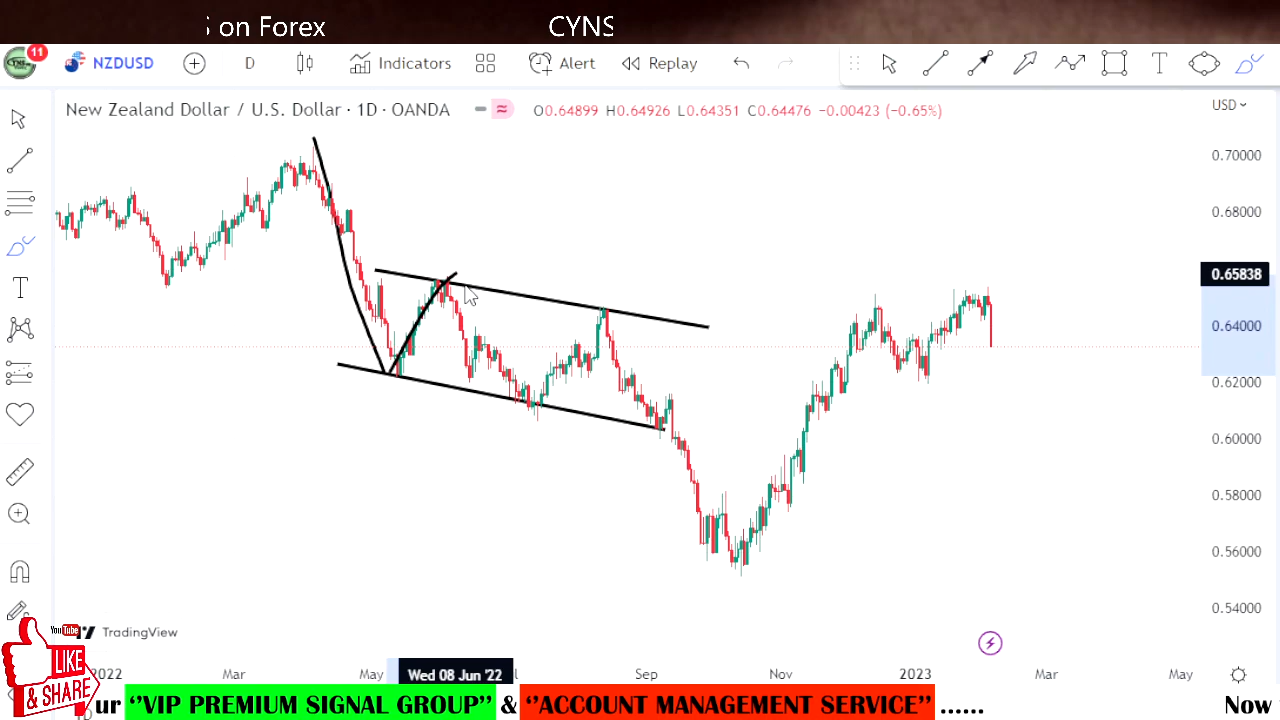 on Forex CYNS
11 NZDUSD D Indicators Alert Replay
New Zealand Dollar / U.S. Dollar · 1D · OANDA O0.64899 H0.64926 L0.64351 C0.64476 −0.00423 (−0.65%)
USD
0.70000
0.68000
0.65838
0.64000
0.62000
0.60000
0.58000
0.56000
0.54000
TradingView
YouTube
LIKE
& SHARE
2022 Mar May Wed 08 Jun '22 Sep Nov 2023 Mar May
ur ‘’VIP PREMIUM SIGNAL GROUP’’ & ‘’ACCOUNT MANAGEMENT SERVICE’’ ...... Now